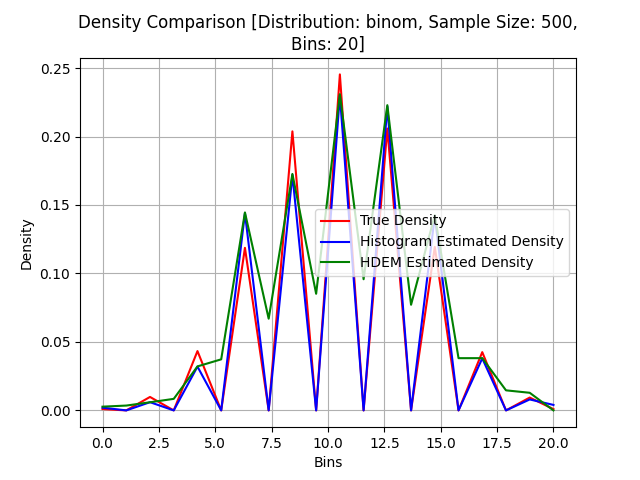 Density Comparison [Distribution: binom, Sample Size: 500,
Bins: 20]
0.25
0.20
0.15
0.10
0.05
0.00
Density
True Density
Histogram Estimated Density
HDEM Estimated Density
0.0 2.5 5.0 7.5 10.0 12.5 15.0 17.5 20.0
Bins